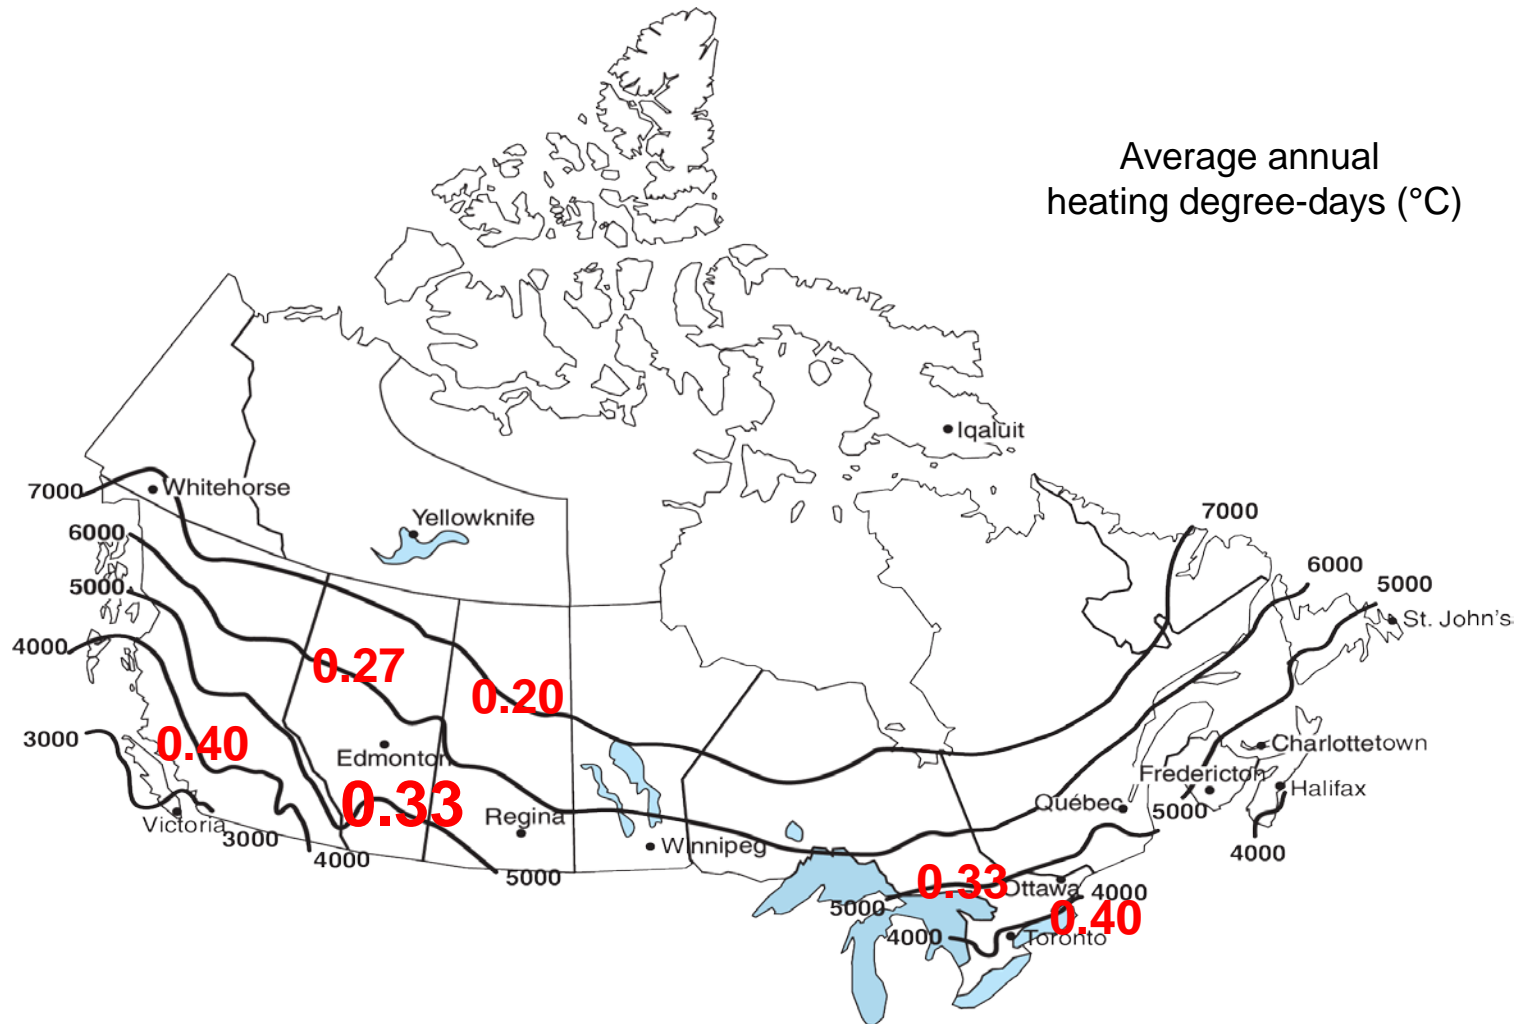 Average annual
heating degree-days (°C)
Iqaluit
7000
Whitehorse
Yellowknife
7000
6000
6000
5000
5000
St. John's
4000
0.27
0.20
3000
0.40
Edmonton
Charlottetown
Fredericton
Halifax
0.33
Regina
Québec
5000
Victoria
3000
Winnipeg
4000
4000
5000
0.33
Ottawa
4000
5000
0.40
4000
Toronto